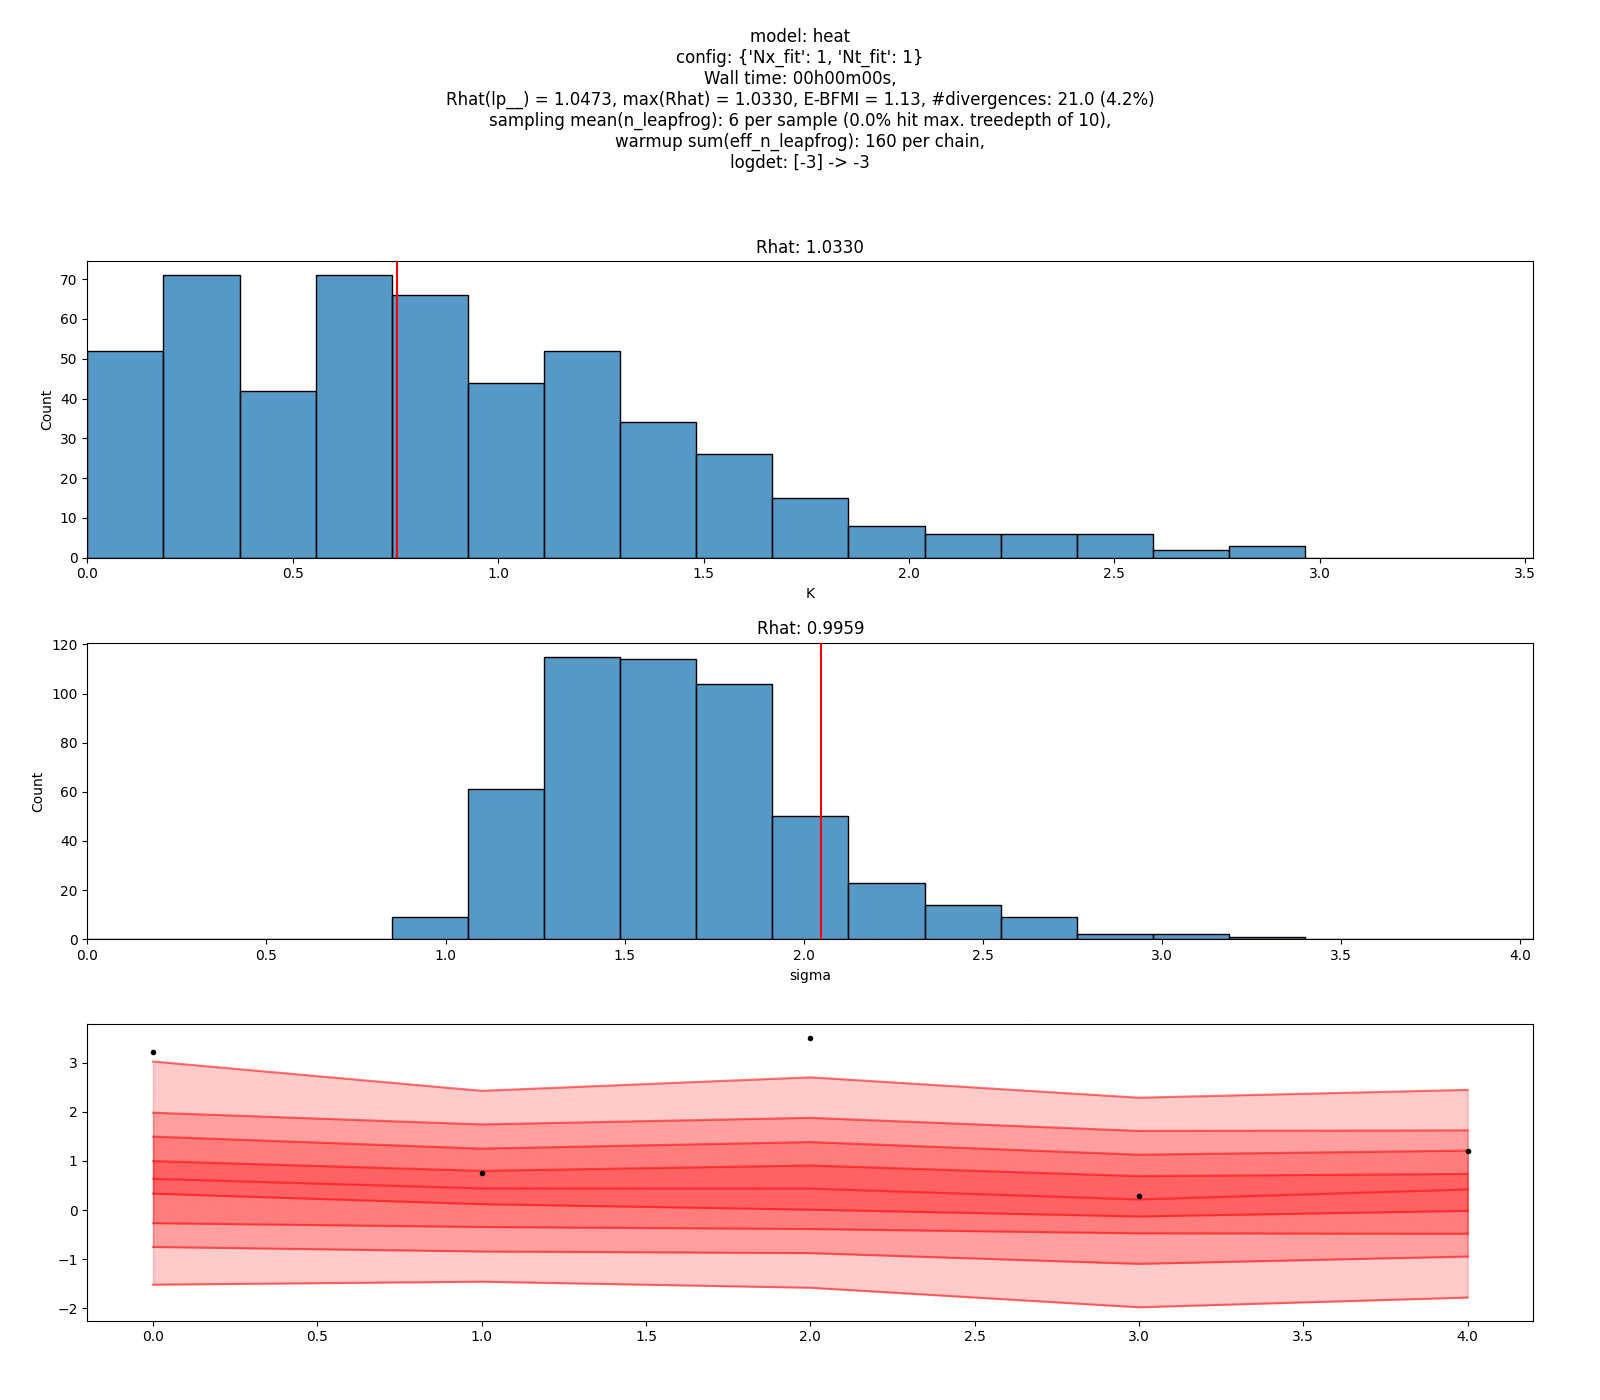 model: heat
config: {'Nx_fit': 1, 'Nt_fit': 1}
Wall time: 00h00m00s,
Rhat(lp__) = 1.0473, max(Rhat) = 1.0330, E-BFMI = 1.13, #divergences: 21.0 (4.2%)
sampling mean(n_leapfrog): 6 per sample (0.0% hit max. treedepth of 10),
warmup sum(eff_n_leapfrog): 160 per chain,
logdet: [-3] -> -3
Rhat: 1.0330
70
60
50
40
30
20
10
0
Count
0.0 0.5 1.0 1.5 2.0 2.5 3.0 3.5
K
Rhat: 0.9959
120
100
80
60
40
20
0
Count
0.0 0.5 1.0 1.5 2.0 2.5 3.0 3.5 4.0
sigma
3
2
1
0
−1
−2
0.0 0.5 1.0 1.5 2.0 2.5 3.0 3.5 4.0